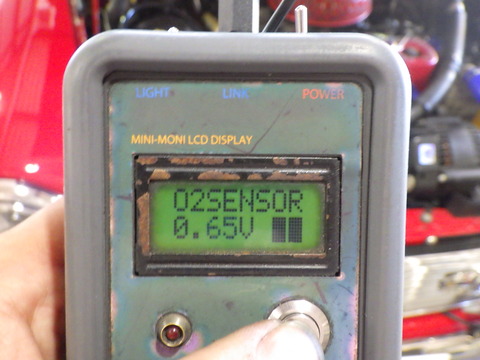 LIGHT LINK POWER
MINI-MONI LCD DISPLAY
O2SENSOR
0.65V